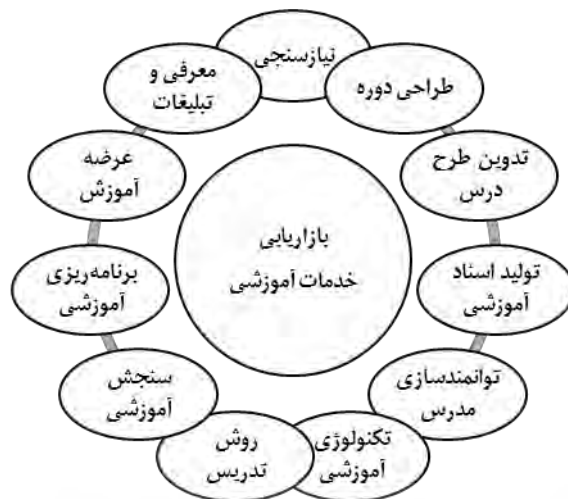 نیازسنجی
طراحی دوره
تدوین طرح
درس
تولید اسناد
آموزشی
توانمندسازی
مدرس
تکنولوژی
آموزشی
روش
تدریس
سنجش
آموزشی
برنامه‌ریزی
آموزشی
عرضه
آموزش
معرفی و
تبلیغات
بازاریابی
خدمات آموزشی